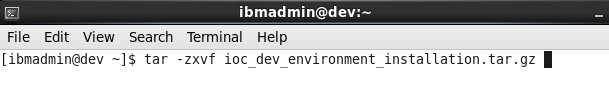 ibmadmin@dev:~
File Edit View Search Terminal Help
[ibmadmin@dev ~]$ tar -zxvf ioc_dev_environment_installation.tar.gz